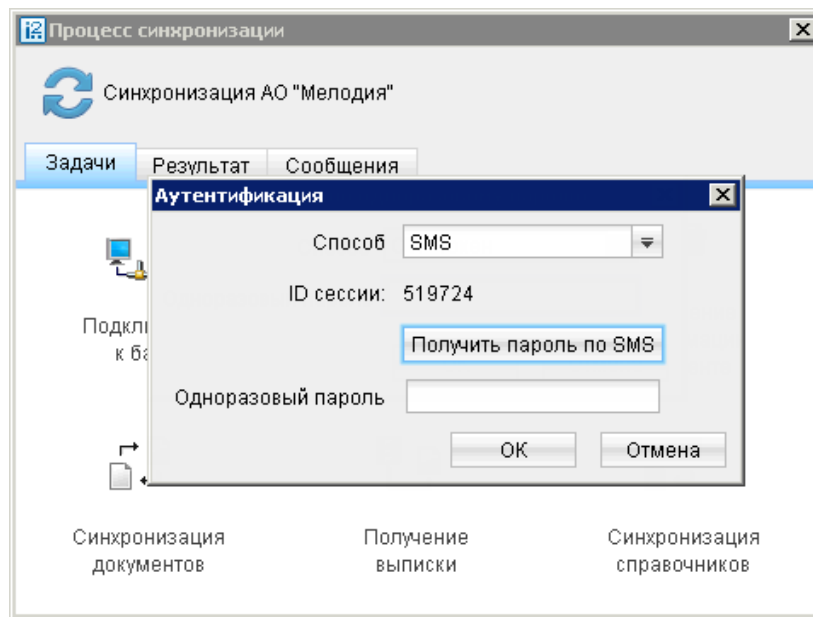 Процесс синхронизации
Синхронизация АО "Мелодия"
Задачи Результат Сообщения
Аутентификация
Способ SMS
ID сессии: 519724
Получить пароль по SMS
Одноразовый пароль
ОК Отмена
к
Синхронизация Получение Синхронизация
документов выписки справочников